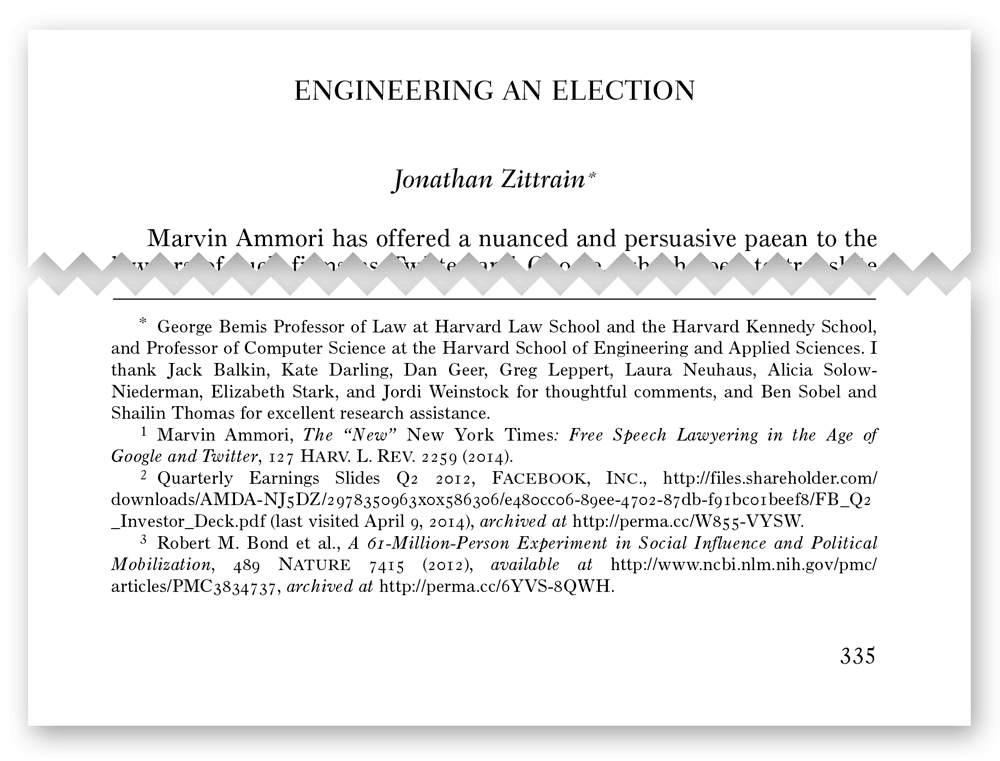 ENGINEERING AN ELECTION
Jonathan Zittrain*
Marvin Ammori has offered a nuanced and persuasive paean to the
* George Bemis Professor of Law at Harvard Law School and the Harvard Kennedy School,
and Professor of Computer Science at the Harvard School of Engineering and Applied Sciences. I
thank Jack Balkin, Kate Darling, Dan Geer, Greg Leppert, Laura Neuhaus, Alicia Solow-
Niederman, Elizabeth Stark, and Jordi Weinstock for thoughtful comments, and Ben Sobel and
Shailin Thomas for excellent research assistance.
1 Marvin Ammori, The “New” New York Times: Free Speech Lawyering in the Age of
Google and Twitter, 127 HARV. L. REV. 2259 (2014).
2 Quarterly Earnings Slides Q2 2012, FACEBOOK, INC., http://files.shareholder.com/
downloads/AMDA-NJ5DZ/2978350963x0x586306/e480cc06-89ee-4702-87db-f91bc01beef8/FB_Q2
_Investor_Deck.pdf (last visited April 9, 2014), archived at http://perma.cc/W855-VYSW.
3 Robert M. Bond et al., A 61-Million-Person Experiment in Social Influence and Political
Mobilization, 489 NATURE 7415 (2012), available at http://www.ncbi.nlm.nih.gov/pmc/
articles/PMC3834737, archived at http://perma.cc/6YVS-8QWH.
335